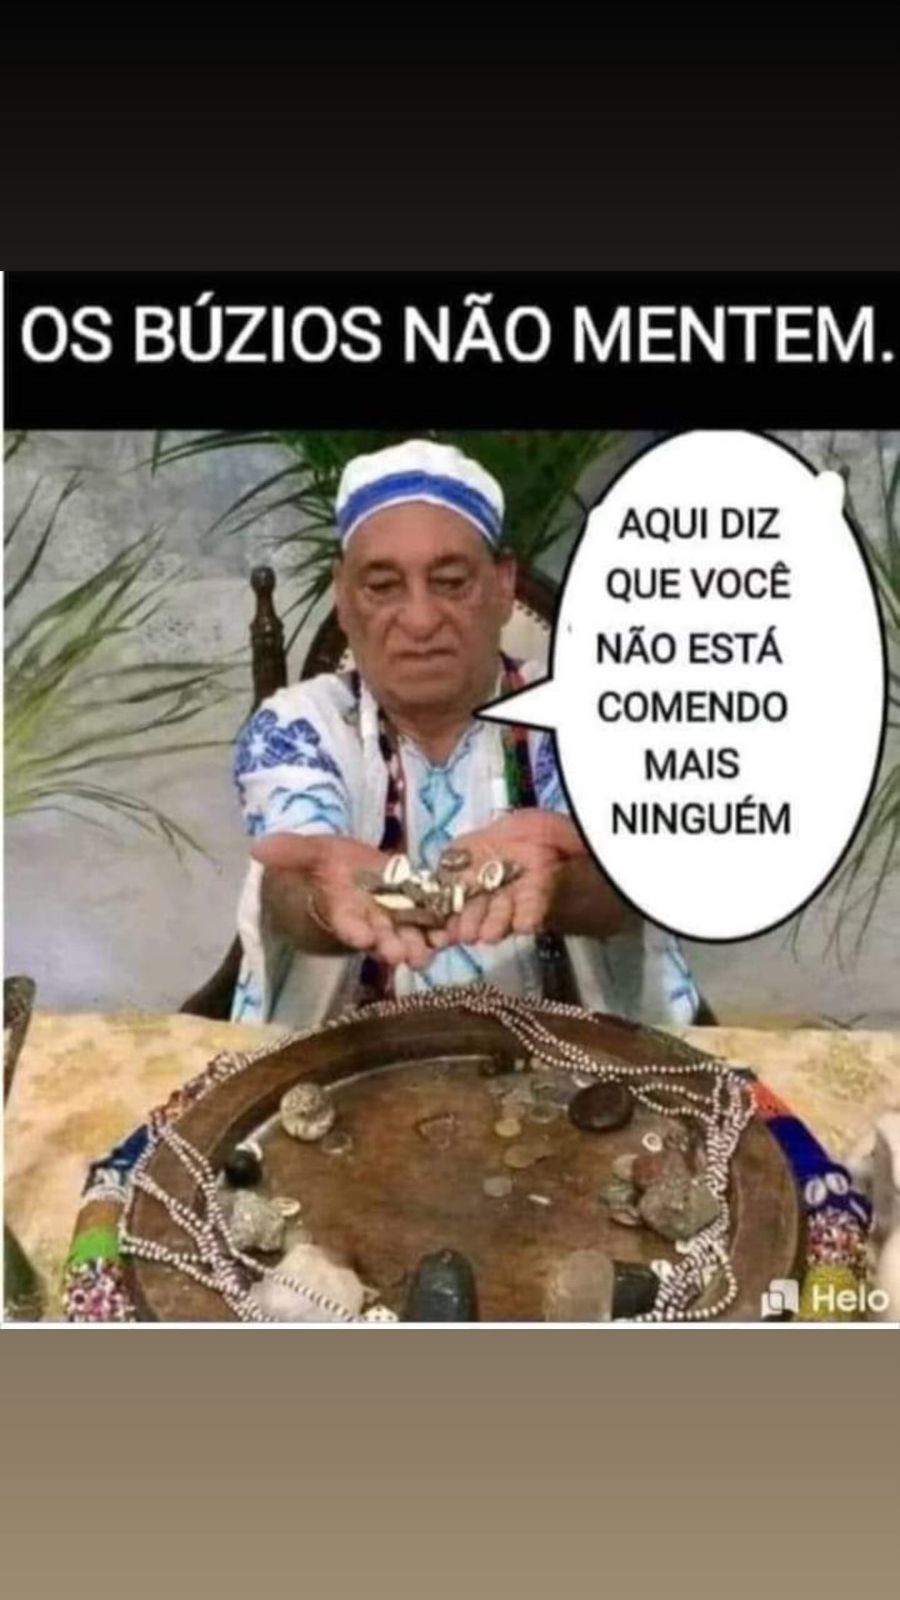 OS BÚZIOS NÃO MENTEM.
AQUI DIZ
QUE VOCÊ
NÃO ESTÁ
COMENDO
MAIS
NINGUÉM
Helo